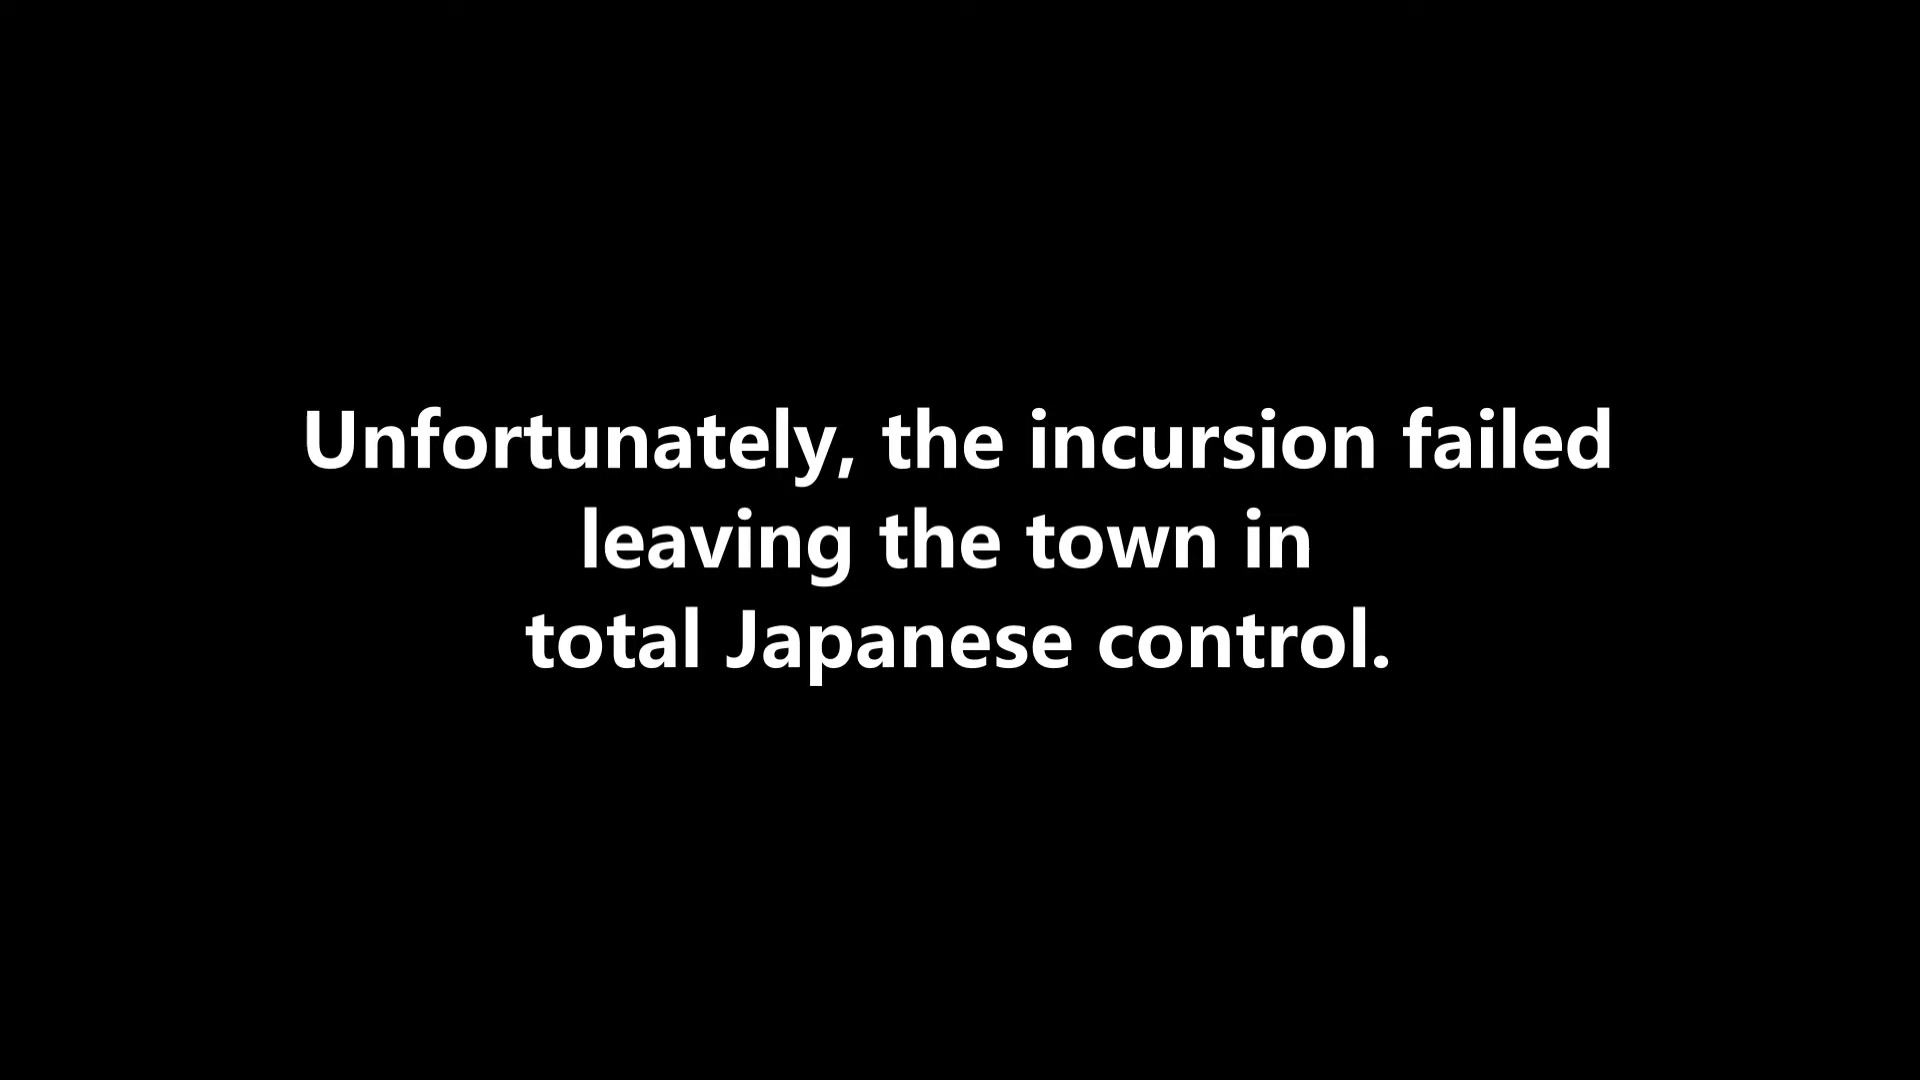 Unfortunately, the incursion failed
leaving the town in
total Japanese control.